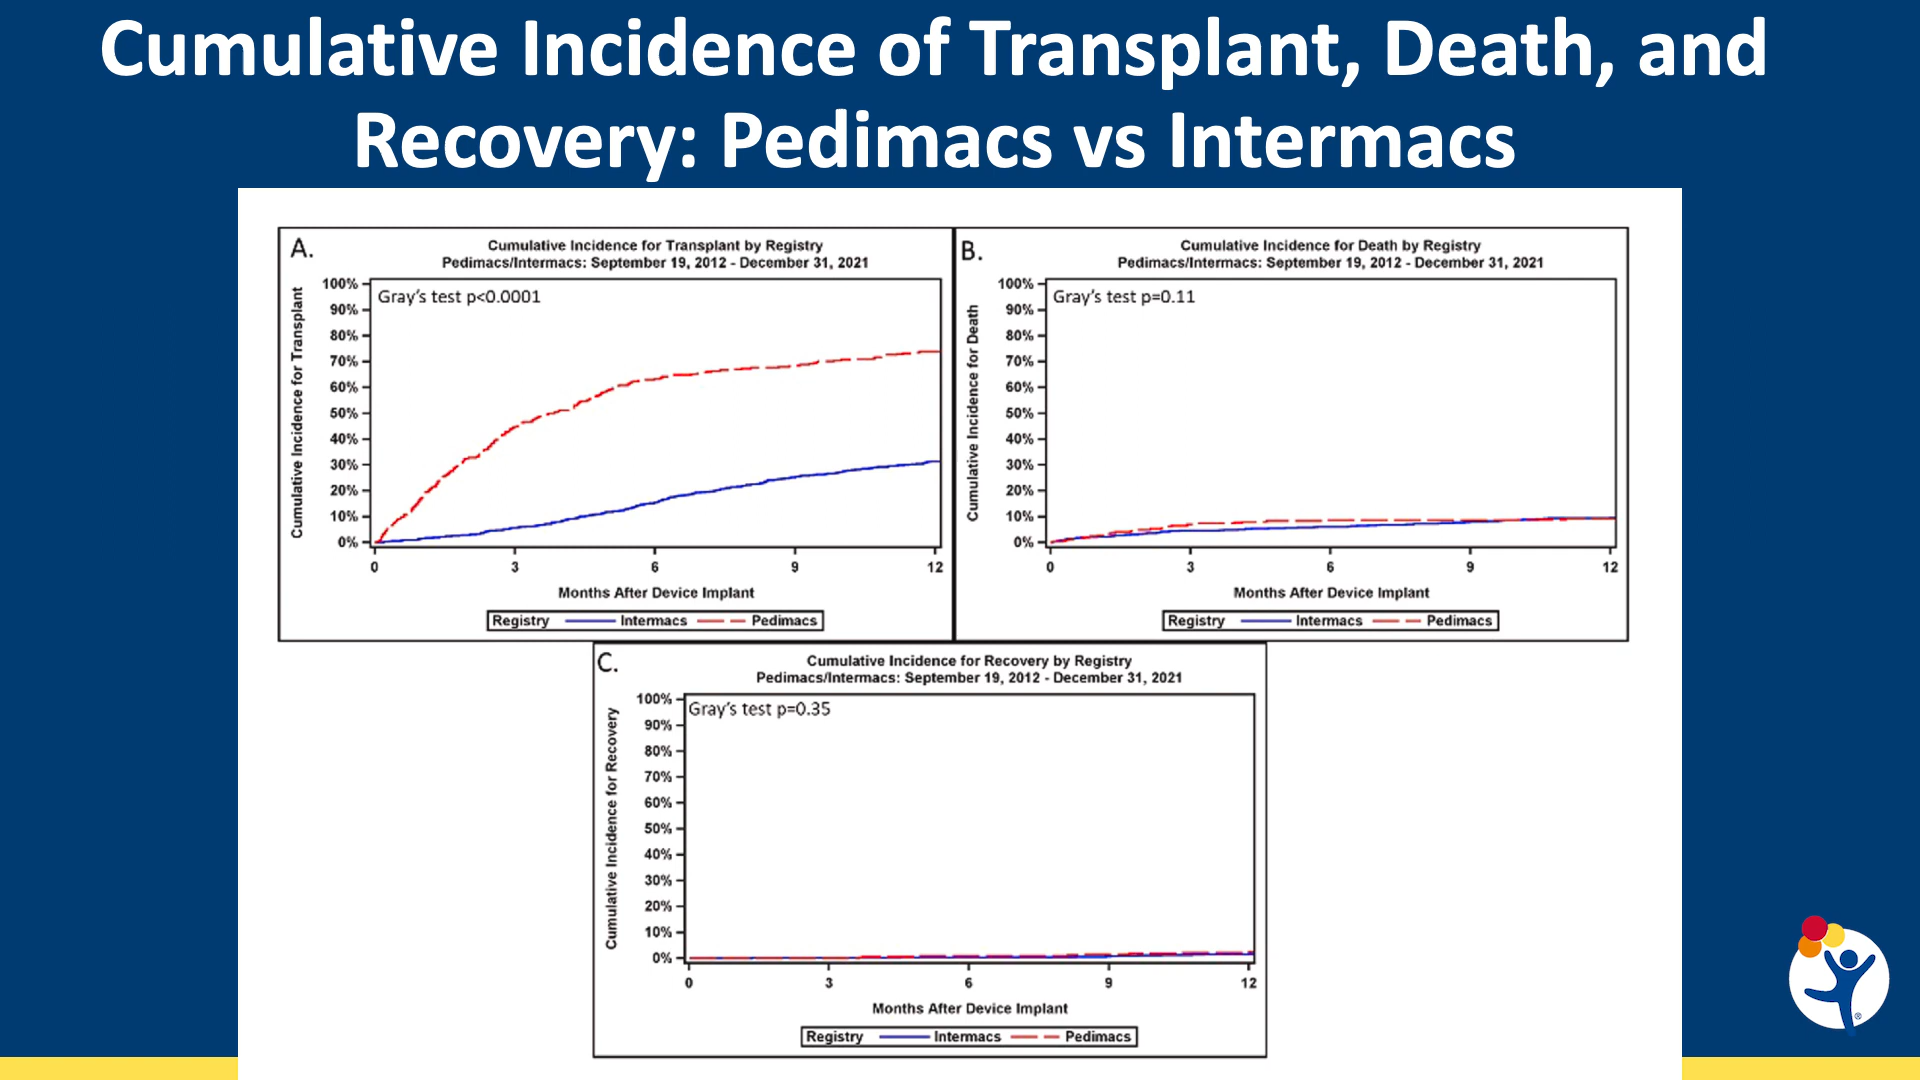 Cumulative Incidence of Transplant, Death, and
Recovery: Pedimacs vs Intermacs
A.
Cumulative Incidence for Transplant by Registry
Pedimacs/Intermacs: September 19, 2012 - December 31, 2021
Gray's test p<0.0001
Cumulative Incidence for Transplant
100%
90%
80%
70%
60%
50%
40%
30%
20%
10%
0%
0 3 6 9 12
Months After Device Implant
Registry Intermacs Pedimacs
B.
Cumulative Incidence for Death by Registry
Pedimacs/Intermacs: September 19, 2012 - December 31, 2021
Gray's test p=0.11
Cumulative Incidence for Death
100%
90%
80%
70%
60%
50%
40%
30%
20%
10%
0%
0 3 6 9 12
Months After Device Implant
Registry Intermacs Pedimacs
C.
Cumulative Incidence for Recovery by Registry
Pedimacs/Intermacs: September 19, 2012 - December 31, 2021
Gray's test p=0.35
Cumulative Incidence for Recovery
100%
90%
80%
70%
60%
50%
40%
30%
20%
10%
0%
0 3 6 9 12
Months After Device Implant
Registry Intermacs Pedimacs
®